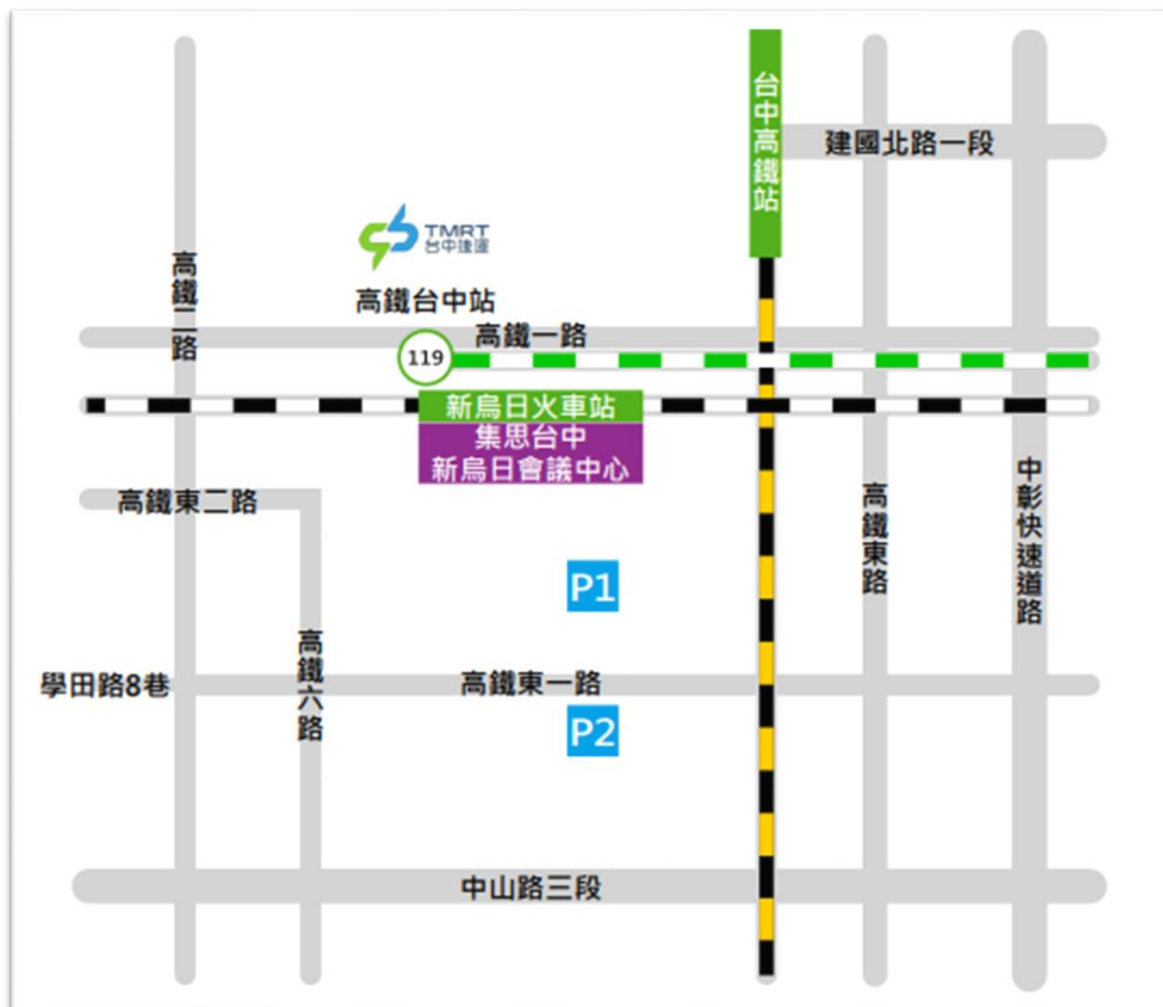 台中高鐵站
建國北路一段
TMRT
台中捷運
高鐵二路
高鐵台中站
高鐵一路
119
新烏日火車站
集思台中
新烏日會議中心
高鐵東二路
高鐵東路
中彰快速道路
P1
高鐵六路
學田路8巷
高鐵東一路
P2
中山路三段